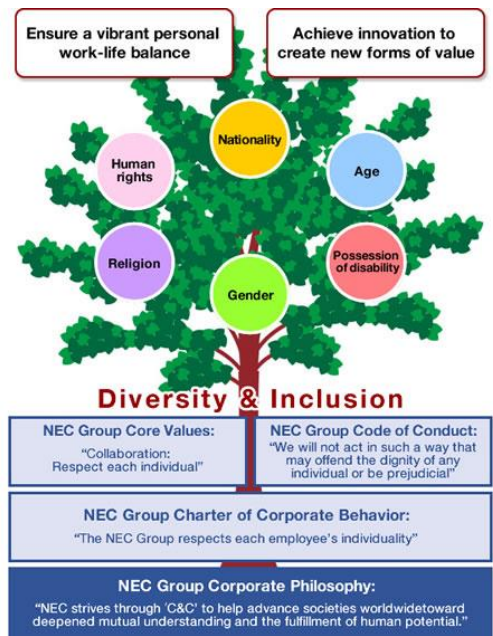 Ensure a vibrant personal
work-life balance
Achieve innovation to
create new forms of value
Nationality
Human
rights
Age
Religion
Possession
of disability
Gender
Diversity & Inclusion
NEC Group Core Values:
“Collaboration:
Respect each individual”
NEC Group Code of Conduct:
“We will not act in such a way that
may offend the dignity of any
individual or be prejudicial”
NEC Group Charter of Corporate Behavior:
“The NEC Group respects each employee’s individuality”
NEC Group Corporate Philosophy:
“NEC strives through ‘C&C’ to help advance societies worldwidetoward
deepened mutual understanding and the fulfillment of human potential.”